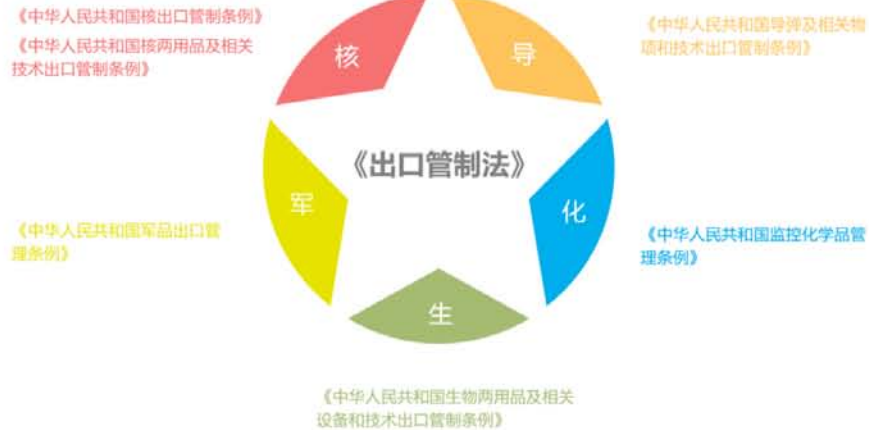 《中华人民共和国核出口管制条例》
《中华人民共和国核两用品及相关
技术出口管制条例》
核
导
《中华人民共和国导弹及相关物
项和技术出口管制条例》
《出口管制法》
军
化
《中华人民共和国军品出口管
理条例》
《中华人民共和国监控化学品管
理条例》
生
《中华人民共和国生物两用品及相关
设备和技术出口管制条例》